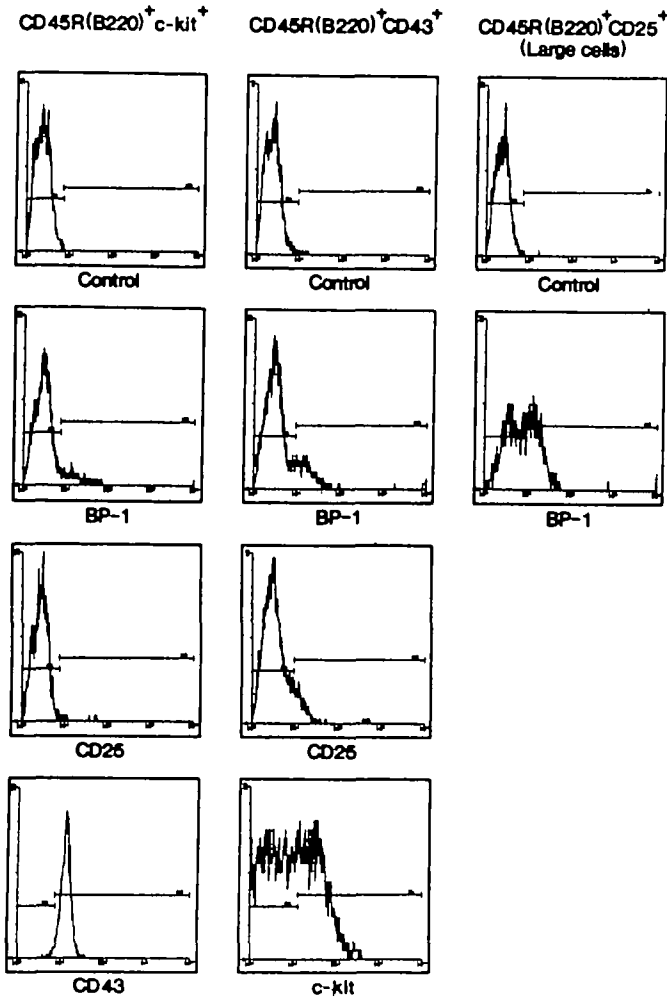 CD45R(B220)+c-kit+ CD45R(B220)+CD43+ CD45R(B220)+CD25+
(Large cells)
Control Control Control
BP-1 BP-1 BP-1
CD25 CD25
CD43 c-kit